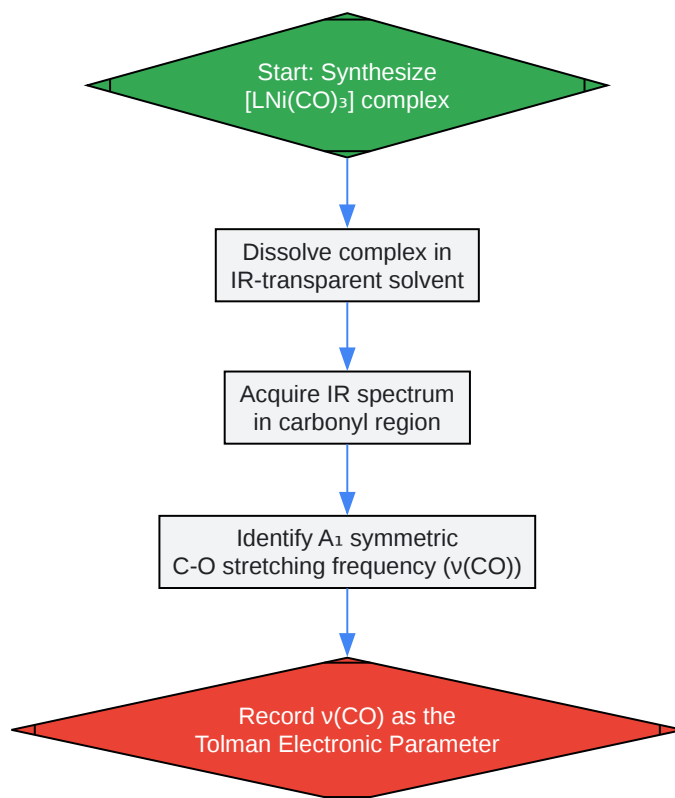 Start: Synthesize
[LNi(CO)₃] complex
Dissolve complex in
IR-transparent solvent
Acquire IR spectrum
in carbonyl region
Identify A₁ symmetric
C-O stretching frequency (ν(CO))
Record ν(CO) as the
Tolman Electronic Parameter